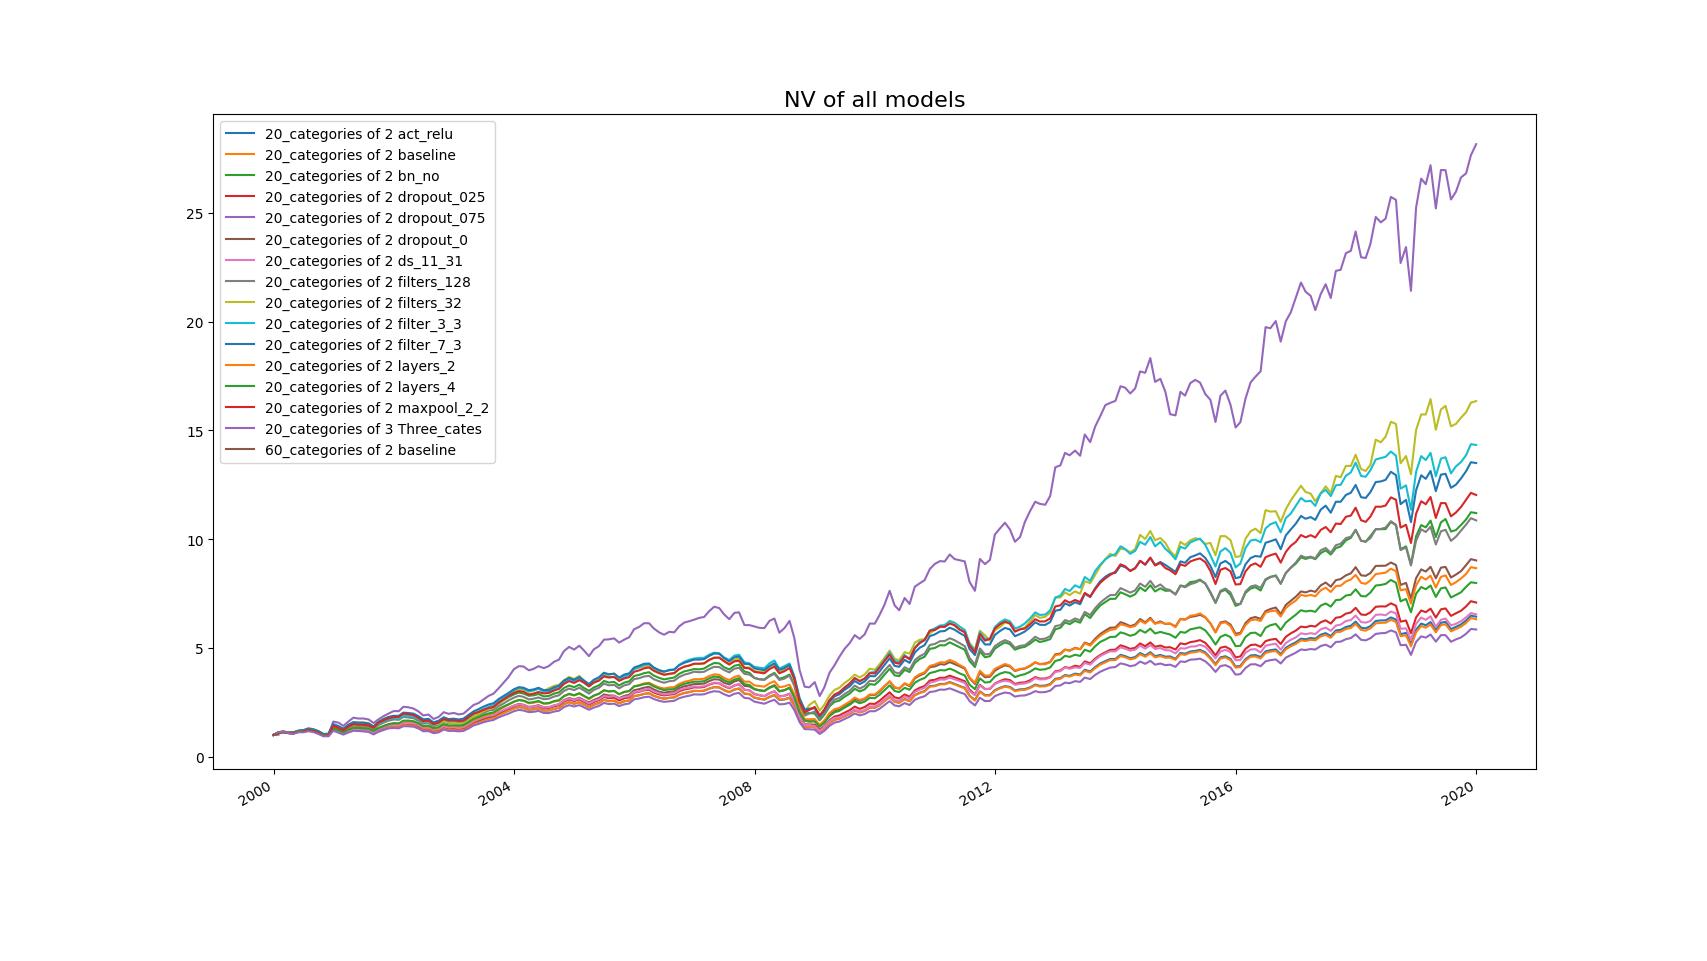 NV of all models
20_categories of 2 act_relu
20_categories of 2 baseline
20_categories of 2 bn_no
20_categories of 2 dropout_025
20_categories of 2 dropout_075
20_categories of 2 dropout_0
20_categories of 2 ds_11_31
20_categories of 2 filters_128
20_categories of 2 filters_32
20_categories of 2 filter_3_3
20_categories of 2 filter_7_3
20_categories of 2 layers_2
20_categories of 2 layers_4
20_categories of 2 maxpool_2_2
20_categories of 3 Three_cates
60_categories of 2 baseline
25
20
15
10
5
0
2000
2004
2008
2012
2016
2020